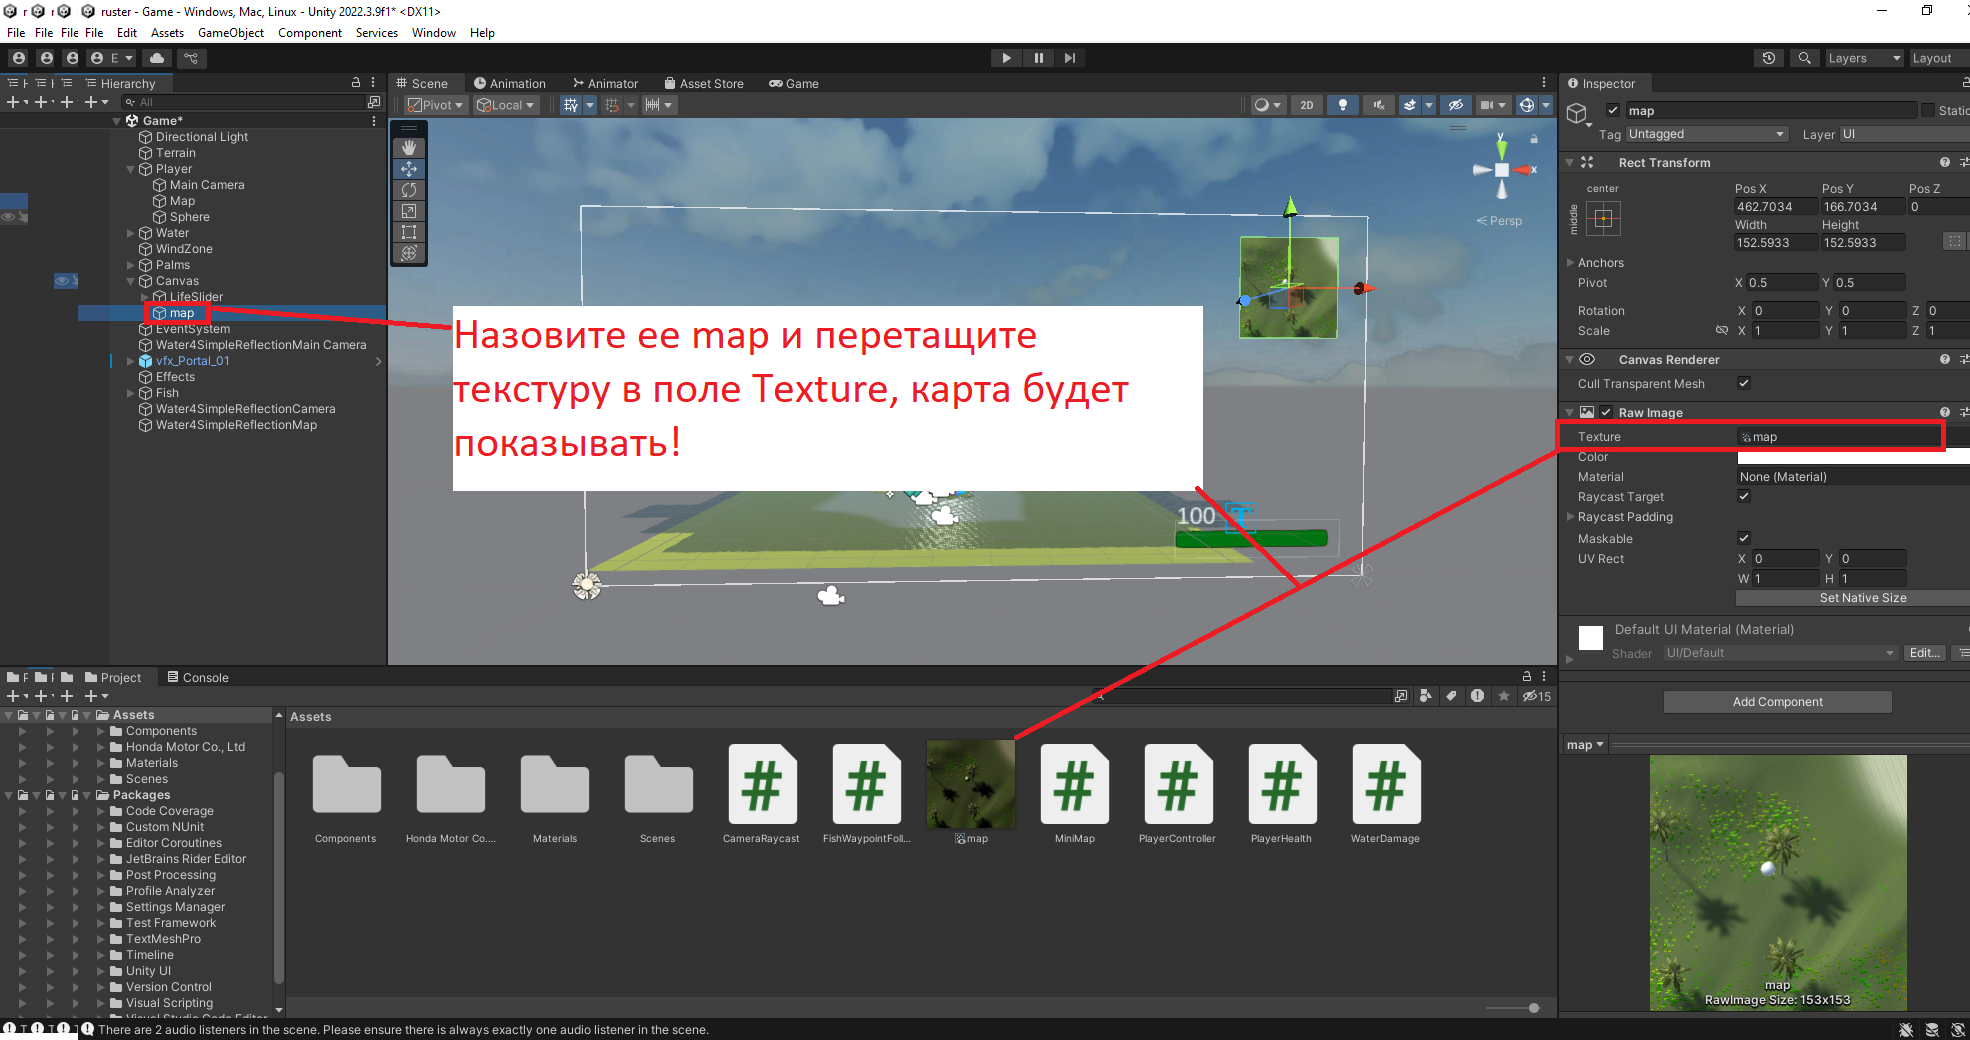 ruster - Game - Windows, Mac, Linux - Unity 2022.3.9f1* <DX11>
File File File File Edit Assets GameObject Component Services Window Help
E Layers Layout
Hierarchy
All
Game*
Directional Light
Terrain
Player
Main Camera
Map
Sphere
Water
WindZone
Palms
Canvas
LifeSlider
map
EventSystem
Water4SimpleReflectionMain Camera
vfx_Portal_01
Effects
Fish
Water4SimpleReflectionCamera
Water4SimpleReflectionMap
Scene Animation Animator Asset Store Game
Pivot Local 2D
y
x
Persp
Назовите ее map и перетащите
текстуру в поле Texture, карта будет
показывать!
100
Inspector
map Static
Tag Untagged Layer UI
Rect Transform
center
middle
Pos X Pos Y Pos Z
462.7034 166.7034 0
Width Height
152.5933 152.5933
Anchors
Pivot X 0.5 Y 0.5
Rotation X 0 Y 0 Z 0
Scale X 1 Y 1 Z 1
Canvas Renderer
Cull Transparent Mesh
Raw Image
Texture map
Color
Material None (Material)
Raycast Target
Raycast Padding
Maskable
UV Rect X 0 Y 0
W 1 H 1
Set Native Size
Default UI Material (Material)
Shader UI/Default Edit...
Add Component
map
map
RawImage Size: 153x153
Project Console
15
Assets
Components
Honda Motor Co., Ltd
Materials
Scenes
Packages
Code Coverage
Custom NUnit
Editor Coroutines
JetBrains Rider Editor
Post Processing
Profile Analyzer
Settings Manager
Test Framework
TextMeshPro
Timeline
Unity UI
Version Control
Visual Scripting
Visual Studio Code Editor
Assets
Components Honda Motor Co.... Materials Scenes CameraRaycast FishWaypointFoll... map MiniMap PlayerController PlayerHealth WaterDamage
There are 2 audio listeners in the scene. Please ensure there is always exactly one audio listener in the scene.